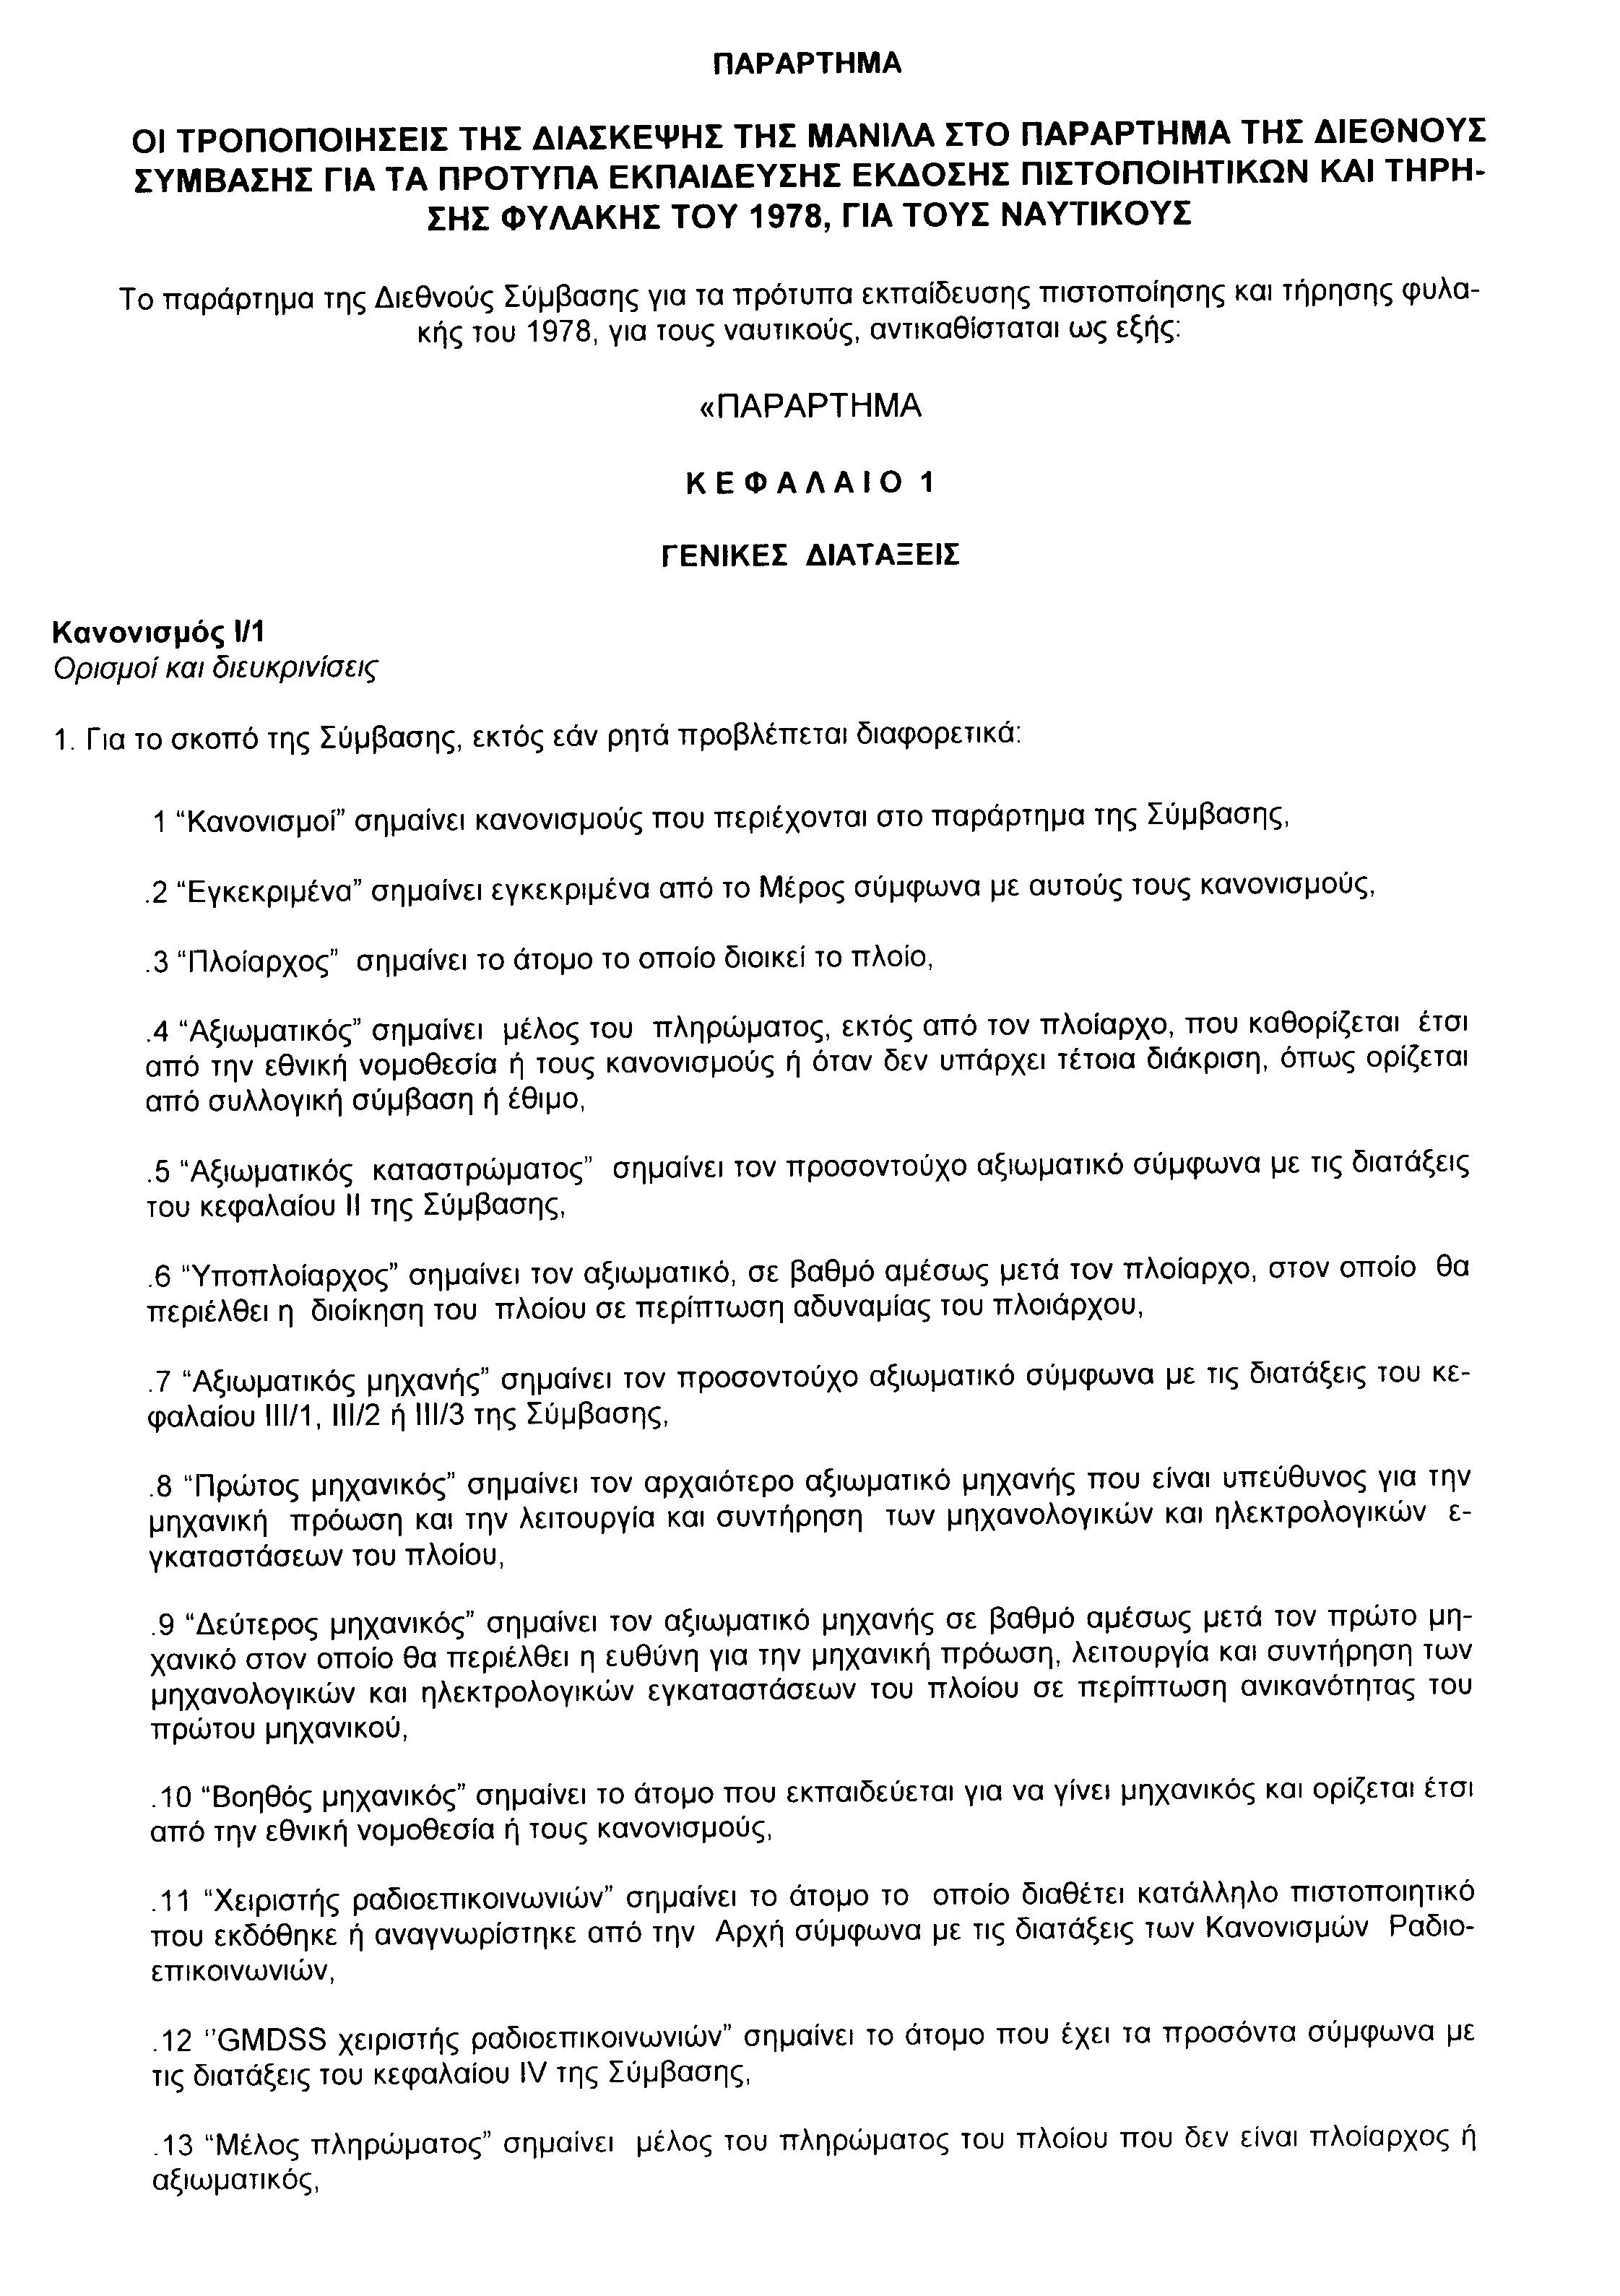 ΠΑΡΑΡΤΗΜΑ
ΟΙ ΤΡΟΠΟΠΟΙΗΣΕΙΣ ΤΗΣ ΔΙΑΣΚΕΨΗΣ ΤΗΣ ΜΑΝΙΛΑ ΣΤΟ ΠΑΡΑΡΤΗΜΑ ΤΗΣ ΔΙΕΘΝΟΥΣ
ΣΥΜΒΑΣΗΣ ΓΙΑ ΤΑ ΠΡΟΤΥΠΑ ΕΚΠΑΙΔΕΥΣΗΣ ΕΚΔΟΣΗΣ ΠΙΣΤΟΠΟΙΗΤΙΚΩΝ ΚΑΙ ΤΗΡΗ-
ΣΗΣ ΦΥΛΑΚΗΣ ΤΟΥ 1978, ΓΙΑ ΤΟΥΣ ΝΑΥΤΙΚΟΥΣ
Το παράρτημα της Διεθνούς Σύμβασης για τα πρότυπα εκπαίδευσης πιστοποίησης και τήρησης φυλα-
κής του 1978, για τους ναυτικούς, αντικαθίσταται ως εξής:
«ΠΑΡΑΡΤΗΜΑ
Κ Ε Φ Α Λ Α Ι Ο 1
ΓΕΝΙΚΕΣ ΔΙΑΤΑΞΕΙΣ
Κανονισμός I/1
Ορισμοί και διευκρινίσεις
1. Για το σκοπό της Σύμβασης, εκτός εάν ρητά προβλέπεται διαφορετικά:
1 “Κανονισμοί” σημαίνει κανονισμούς που περιέχονται στο παράρτημα της Σύμβασης,
.2 “Εγκεκριμένα” σημαίνει εγκεκριμένα από το Μέρος σύμφωνα με αυτούς τους κανονισμούς,
.3 “Πλοίαρχος” σημαίνει το άτομο το οποίο διοικεί το πλοίο,
.4 “Αξιωματικός” σημαίνει μέλος του πληρώματος, εκτός από τον πλοίαρχο, που καθορίζεται έτσι
από την εθνική νομοθεσία ή τους κανονισμούς ή όταν δεν υπάρχει τέτοια διάκριση, όπως ορίζεται
από συλλογική σύμβαση ή έθιμο,
.5 “Αξιωματικός καταστρώματος” σημαίνει τον προσοντούχο αξιωματικό σύμφωνα με τις διατάξεις
του κεφαλαίου II της Σύμβασης,
.6 “Υποπλοίαρχος” σημαίνει τον αξιωματικό, σε βαθμό αμέσως μετά τον πλοίαρχο, στον οποίο θα
περιέλθει η διοίκηση του πλοίου σε περίπτωση αδυναμίας του πλοιάρχου,
.7 “Αξιωματικός μηχανής” σημαίνει τον προσοντούχο αξιωματικό σύμφωνα με τις διατάξεις του κε-
φαλαίου III/1, III/2 ή III/3 της Σύμβασης,
.8 “Πρώτος μηχανικός” σημαίνει τον αρχαιότερο αξιωματικό μηχανής που είναι υπεύθυνος για την
μηχανική πρόωση και την λειτουργία και συντήρηση των μηχανολογικών και ηλεκτρολογικών ε-
γκαταστάσεων του πλοίου,
.9 “Δεύτερος μηχανικός” σημαίνει τον αξιωματικό μηχανής σε βαθμό αμέσως μετά τον πρώτο μη-
χανικό στον οποίο θα περιέλθει η ευθύνη για την μηχανική πρόωση, λειτουργία και συντήρηση των
μηχανολογικών και ηλεκτρολογικών εγκαταστάσεων του πλοίου σε περίπτωση ανικανότητας του
πρώτου μηχανικού,
.10 “Βοηθός μηχανικός” σημαίνει το άτομο που εκπαιδεύεται για να γίνει μηχανικός και ορίζεται έτσι
από την εθνική νομοθεσία ή τους κανονισμούς,
.11 “Χειριστής ραδιοεπικοινωνιών” σημαίνει το άτομο το οποίο διαθέτει κατάλληλο πιστοποιητικό
που εκδόθηκε ή αναγνωρίστηκε από την Αρχή σύμφωνα με τις διατάξεις των Κανονισμών Ραδιο-
επικοινωνιών,
.12 ‘’GMDSS χειριστής ραδιοεπικοινωνιών” σημαίνει το άτομο που έχει τα προσόντα σύμφωνα με
τις διατάξεις του κεφαλαίου IV της Σύμβασης,
.13 “Μέλος πληρώματος” σημαίνει μέλος του πληρώματος του πλοίου που δεν είναι πλοίαρχος ή
αξιωματικός,